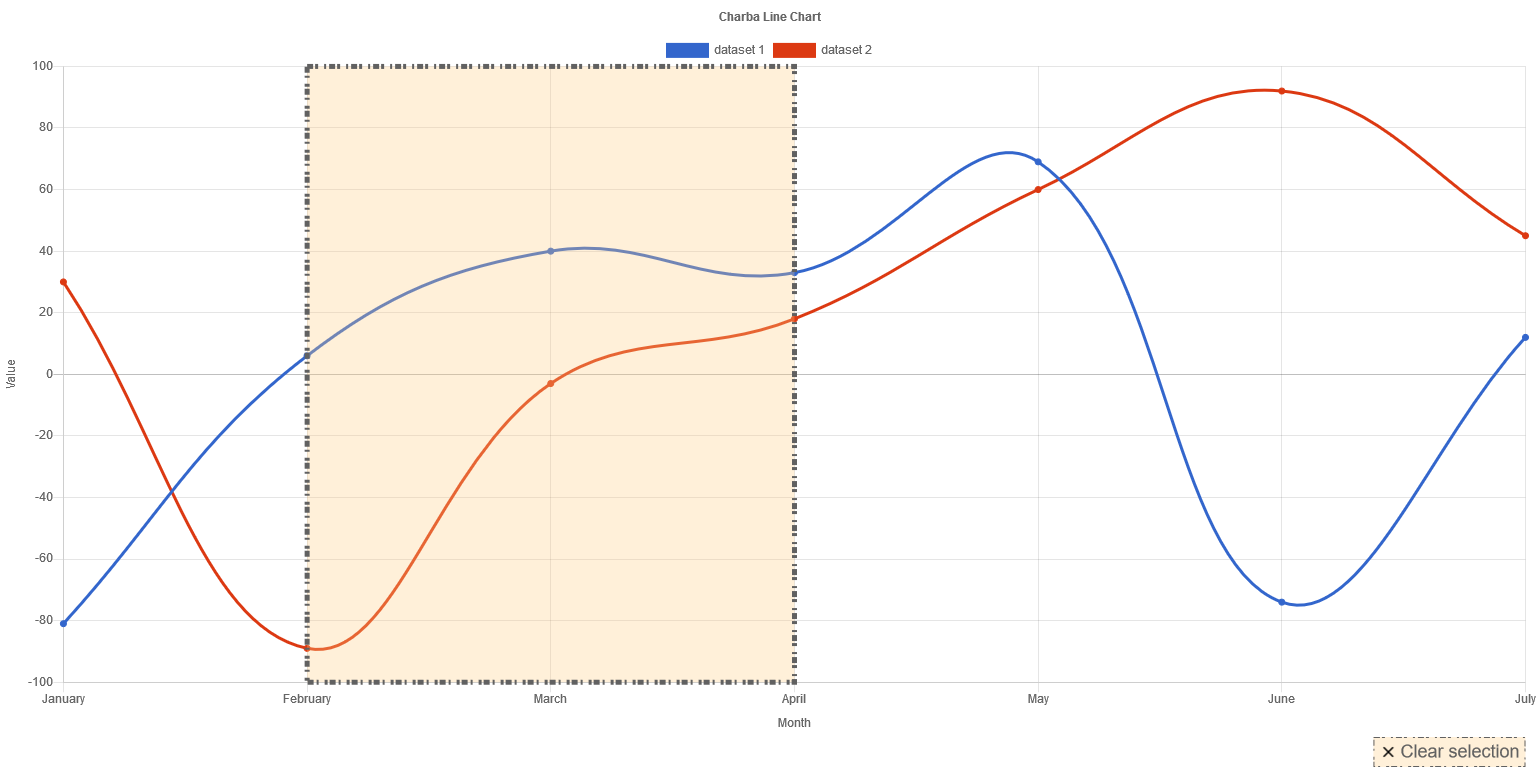 Charba Line Chart
dataset 1 dataset 2
100
80
60
40
20
0
-20
-40
-60
-80
-100
Value
January February March April May June July
Month
✕ Clear selection